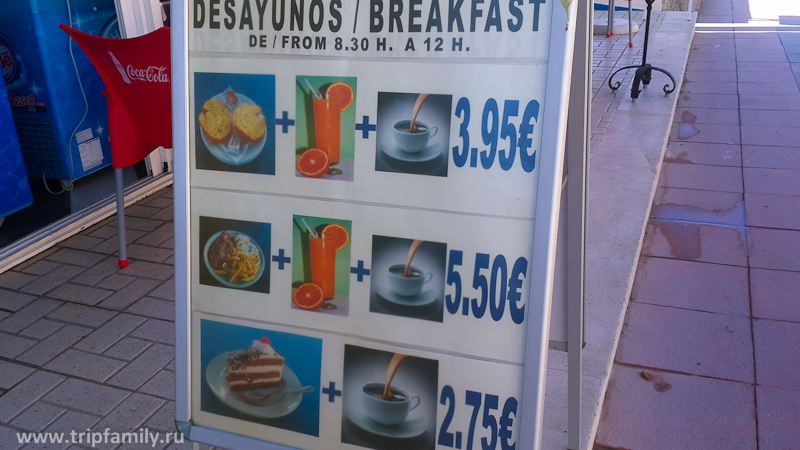 DESAYUNOS / BREAKFAST
DE / FROM 8.30 H. A 12 H.
Coca-Cola
3.95€
5.50€
2.75€
www.tripfamily.ru